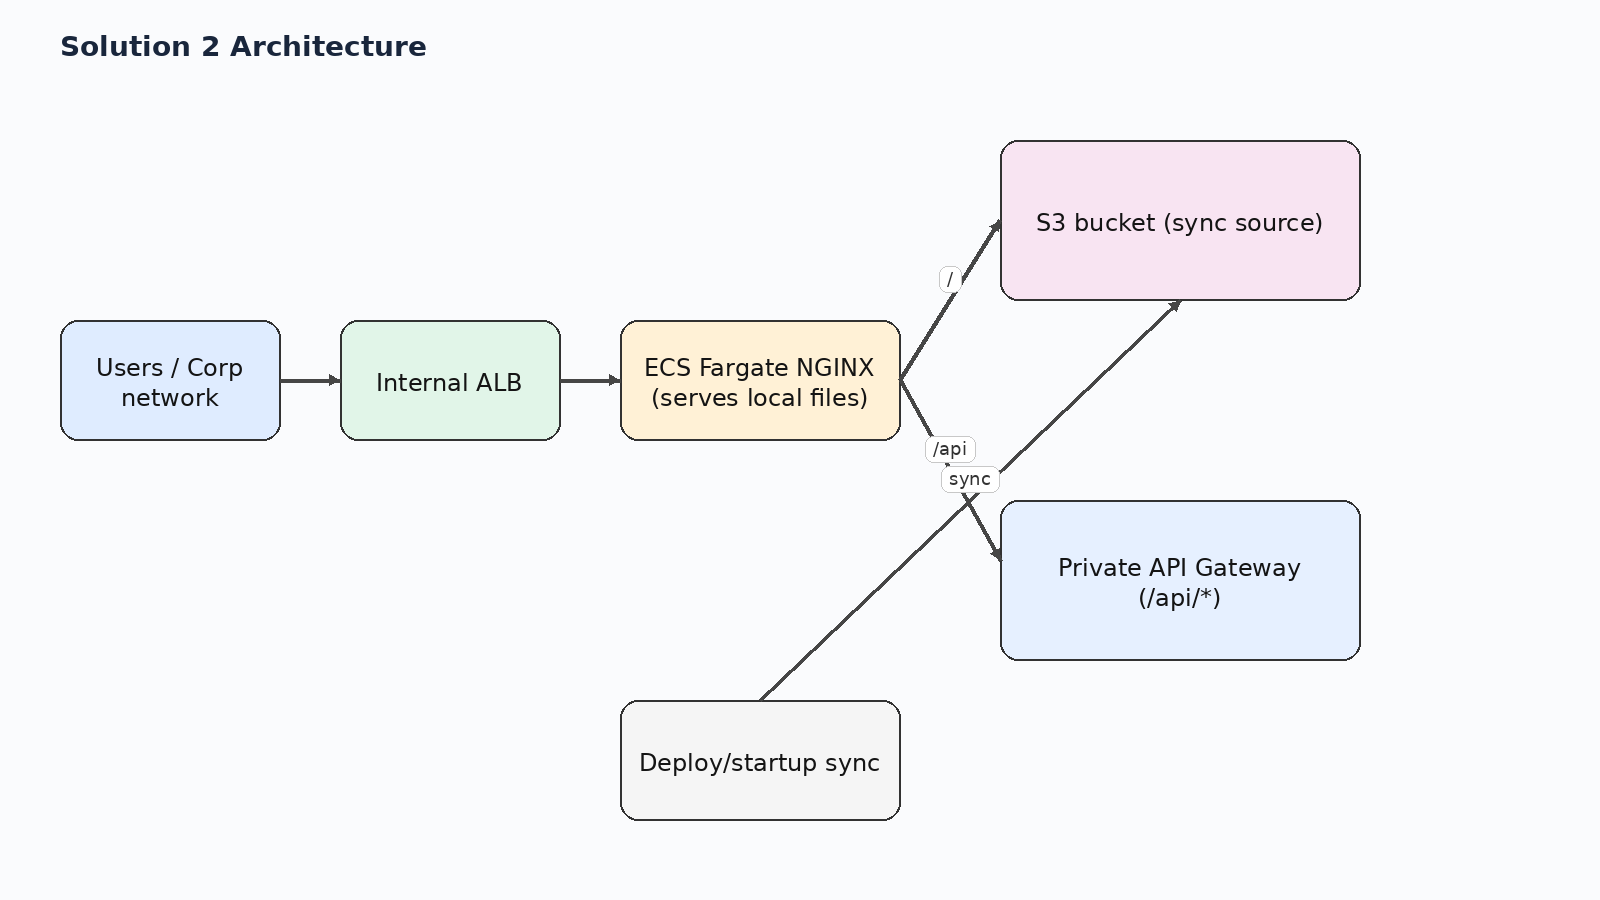 Solution 2 Architecture
S3 bucket (sync source)
/
Users / Corp
network
Internal ALB
ECS Fargate NGINX
(serves local files)
/api
sync
Private API Gateway
(/api/*)
Deploy/startup sync